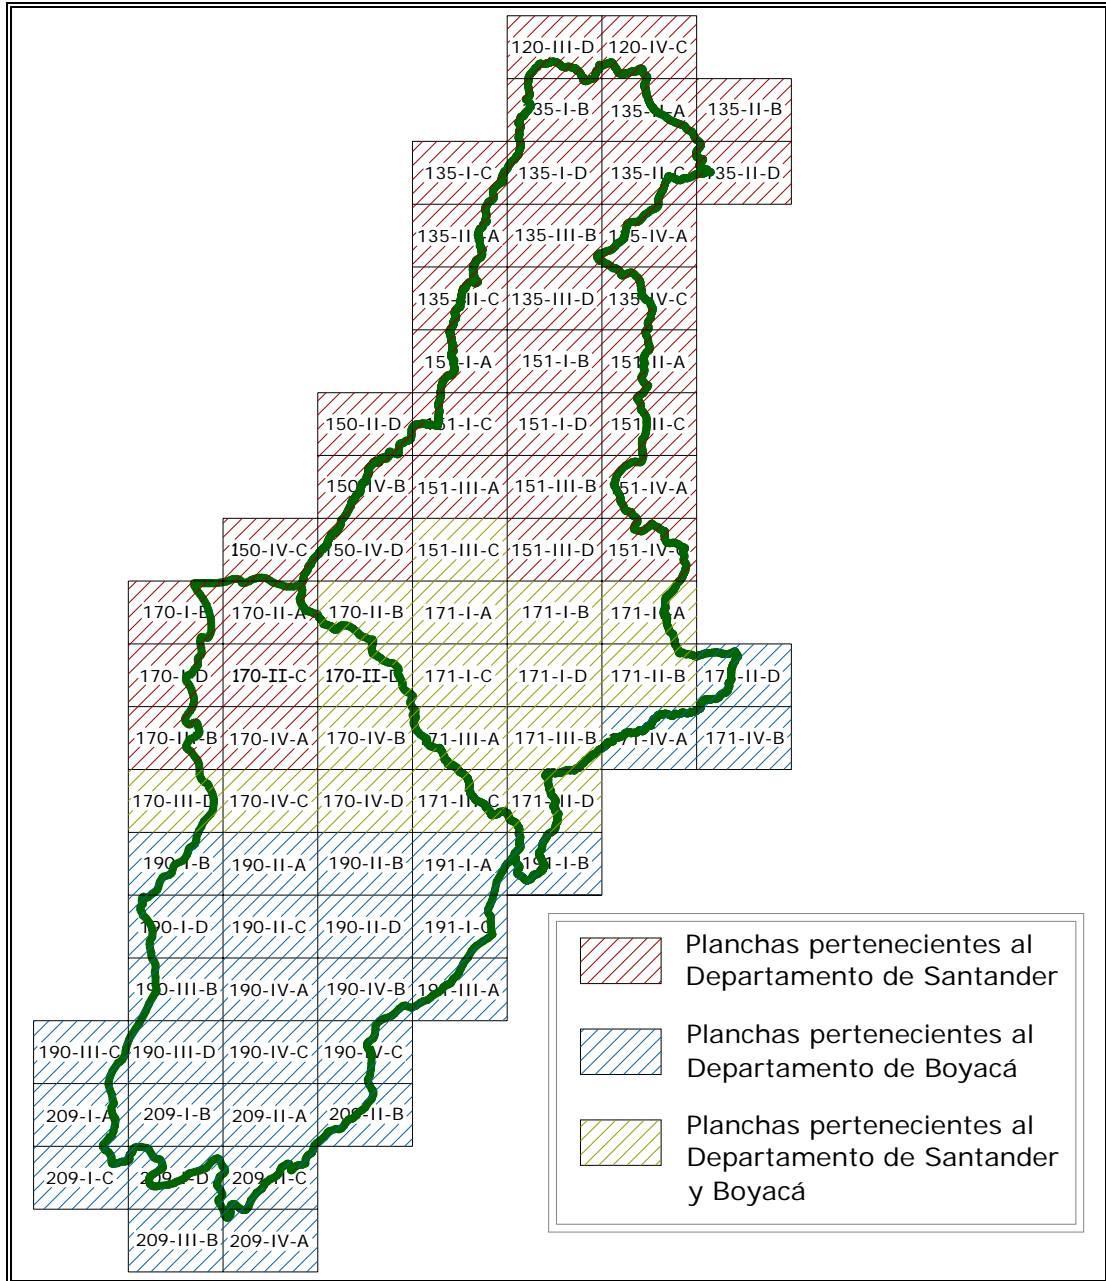 120-III-D 120-IV-C
135-I-B 135-II-A 135-II-B
135-I-C 135-I-D 135-II-C 135-II-D
135-III-A 135-III-B 135-IV-A
135-III-C 135-III-D 135-IV-C
151-I-A 151-I-B 151-II-A
150-II-D 151-I-C 151-I-D 151-II-C
150-IV-B 151-III-A 151-III-B 151-IV-A
150-IV-C 150-IV-D 151-III-C 151-III-D 151-IV-C
170-I-B 170-II-A 170-II-B 171-I-A 171-I-B 171-II-A
170-I-D 170-II-C 170-II-D 171-I-C 171-I-D 171-II-B 171-II-D
170-III-B 170-IV-A 170-IV-B 171-III-A 171-III-B 171-IV-A 171-IV-B
170-III-D 170-IV-C 170-IV-D 171-III-C 171-III-D
190-I-B 190-II-A 190-II-B 191-I-A 191-I-B
190-I-D 190-II-C 190-II-D 191-I-C
190-III-B 190-IV-A 190-IV-B 191-III-A
190-III-C 190-III-D 190-IV-C 190-IV-C
209-I-A 209-I-B 209-II-A 209-II-B
209-I-C 209-I-D 209-II-C
209-III-B 209-IV-A
Planchas pertenecientes al
Departamento de Santander
Planchas pertenecientes al
Departamento de Boyacá
Planchas pertenecientes al
Departamento de Santander
y Boyacá